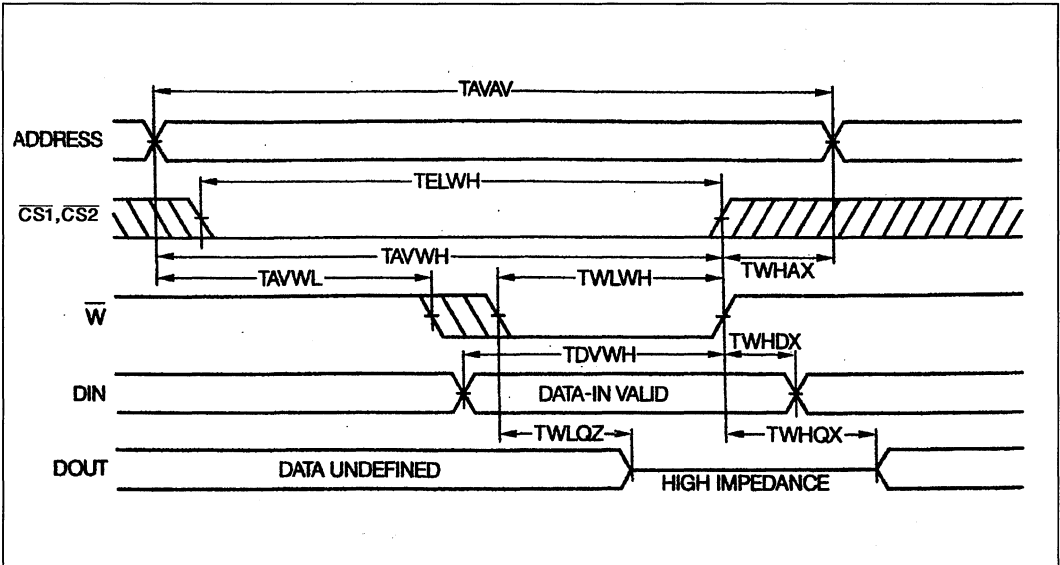 TAVAV
ADDRESS
TELWH
CS1,CS2
TAVWH
TWHAX
TAVWL
TWLWH
W
TWHDX
TDVWH
DIN
DATA-IN VALID
TWLQZ
TWHQX
DOUT
DATA UNDEFINED
HIGH IMPEDANCE